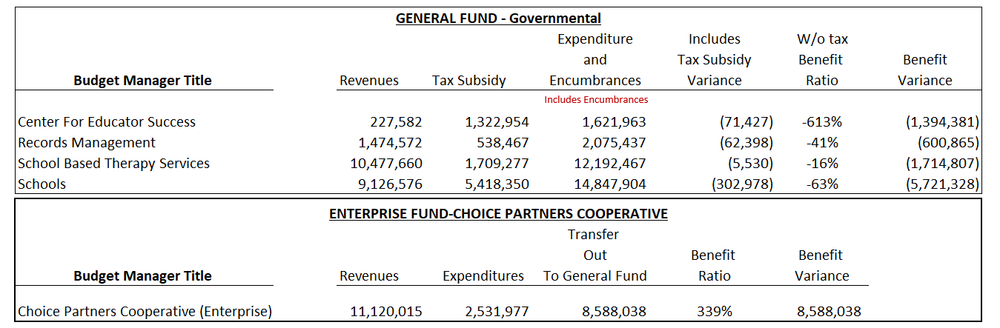 GENERAL FUND - Governmental
Expenditure Includes W/o tax
and Tax Subsidy Benefit Benefit
Budget Manager Title Revenues Tax Subsidy Encumbrances Variance Ratio Variance
Includes Encumbrances
Center For Educator Success 227,582 1,322,954 1,621,963 (71,427) -613% (1,394,381)
Records Management 1,474,572 538,467 2,075,437 (62,398) -41% (600,865)
School Based Therapy Services 10,477,660 1,709,277 12,192,467 (5,530) -16% (1,714,807)
Schools 9,126,576 5,418,350 14,847,904 (302,978) -63% (5,721,328)
ENTERPRISE FUND-CHOICE PARTNERS COOPERATIVE
Transfer
Out Benefit Benefit
Budget Manager Title Revenues Expenditures To General Fund Ratio Variance
Choice Partners Cooperative (Enterprise) 11,120,015 2,531,977 8,588,038 339% 8,588,038